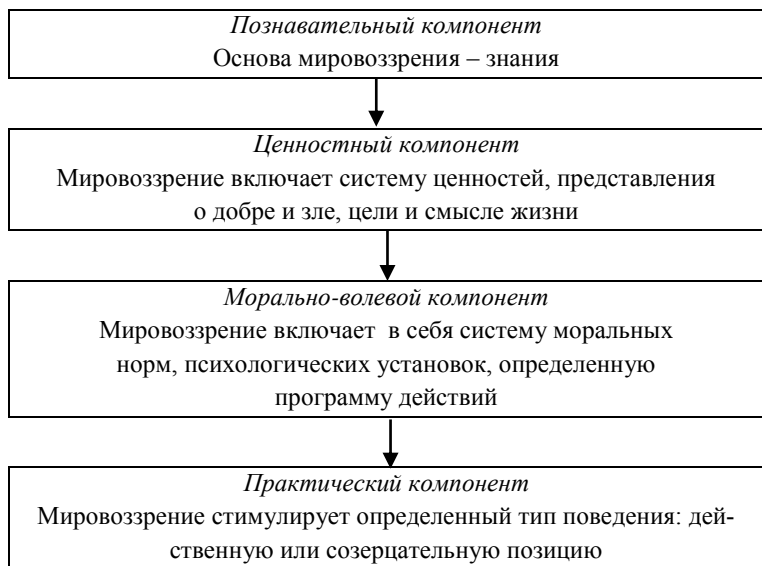 Познавательный компонент
Основа мировоззрения – знания
Ценностный компонент
Мировоззрение включает систему ценностей, представления
о добре и зле, цели и смысле жизни
Морально-волевой компонент
Мировоззрение включает в себя систему моральных
норм, психологических установок, определенную
программу действий
Практический компонент
Мировоззрение стимулирует определенный тип поведения: дей-
ственную или созерцательную позицию